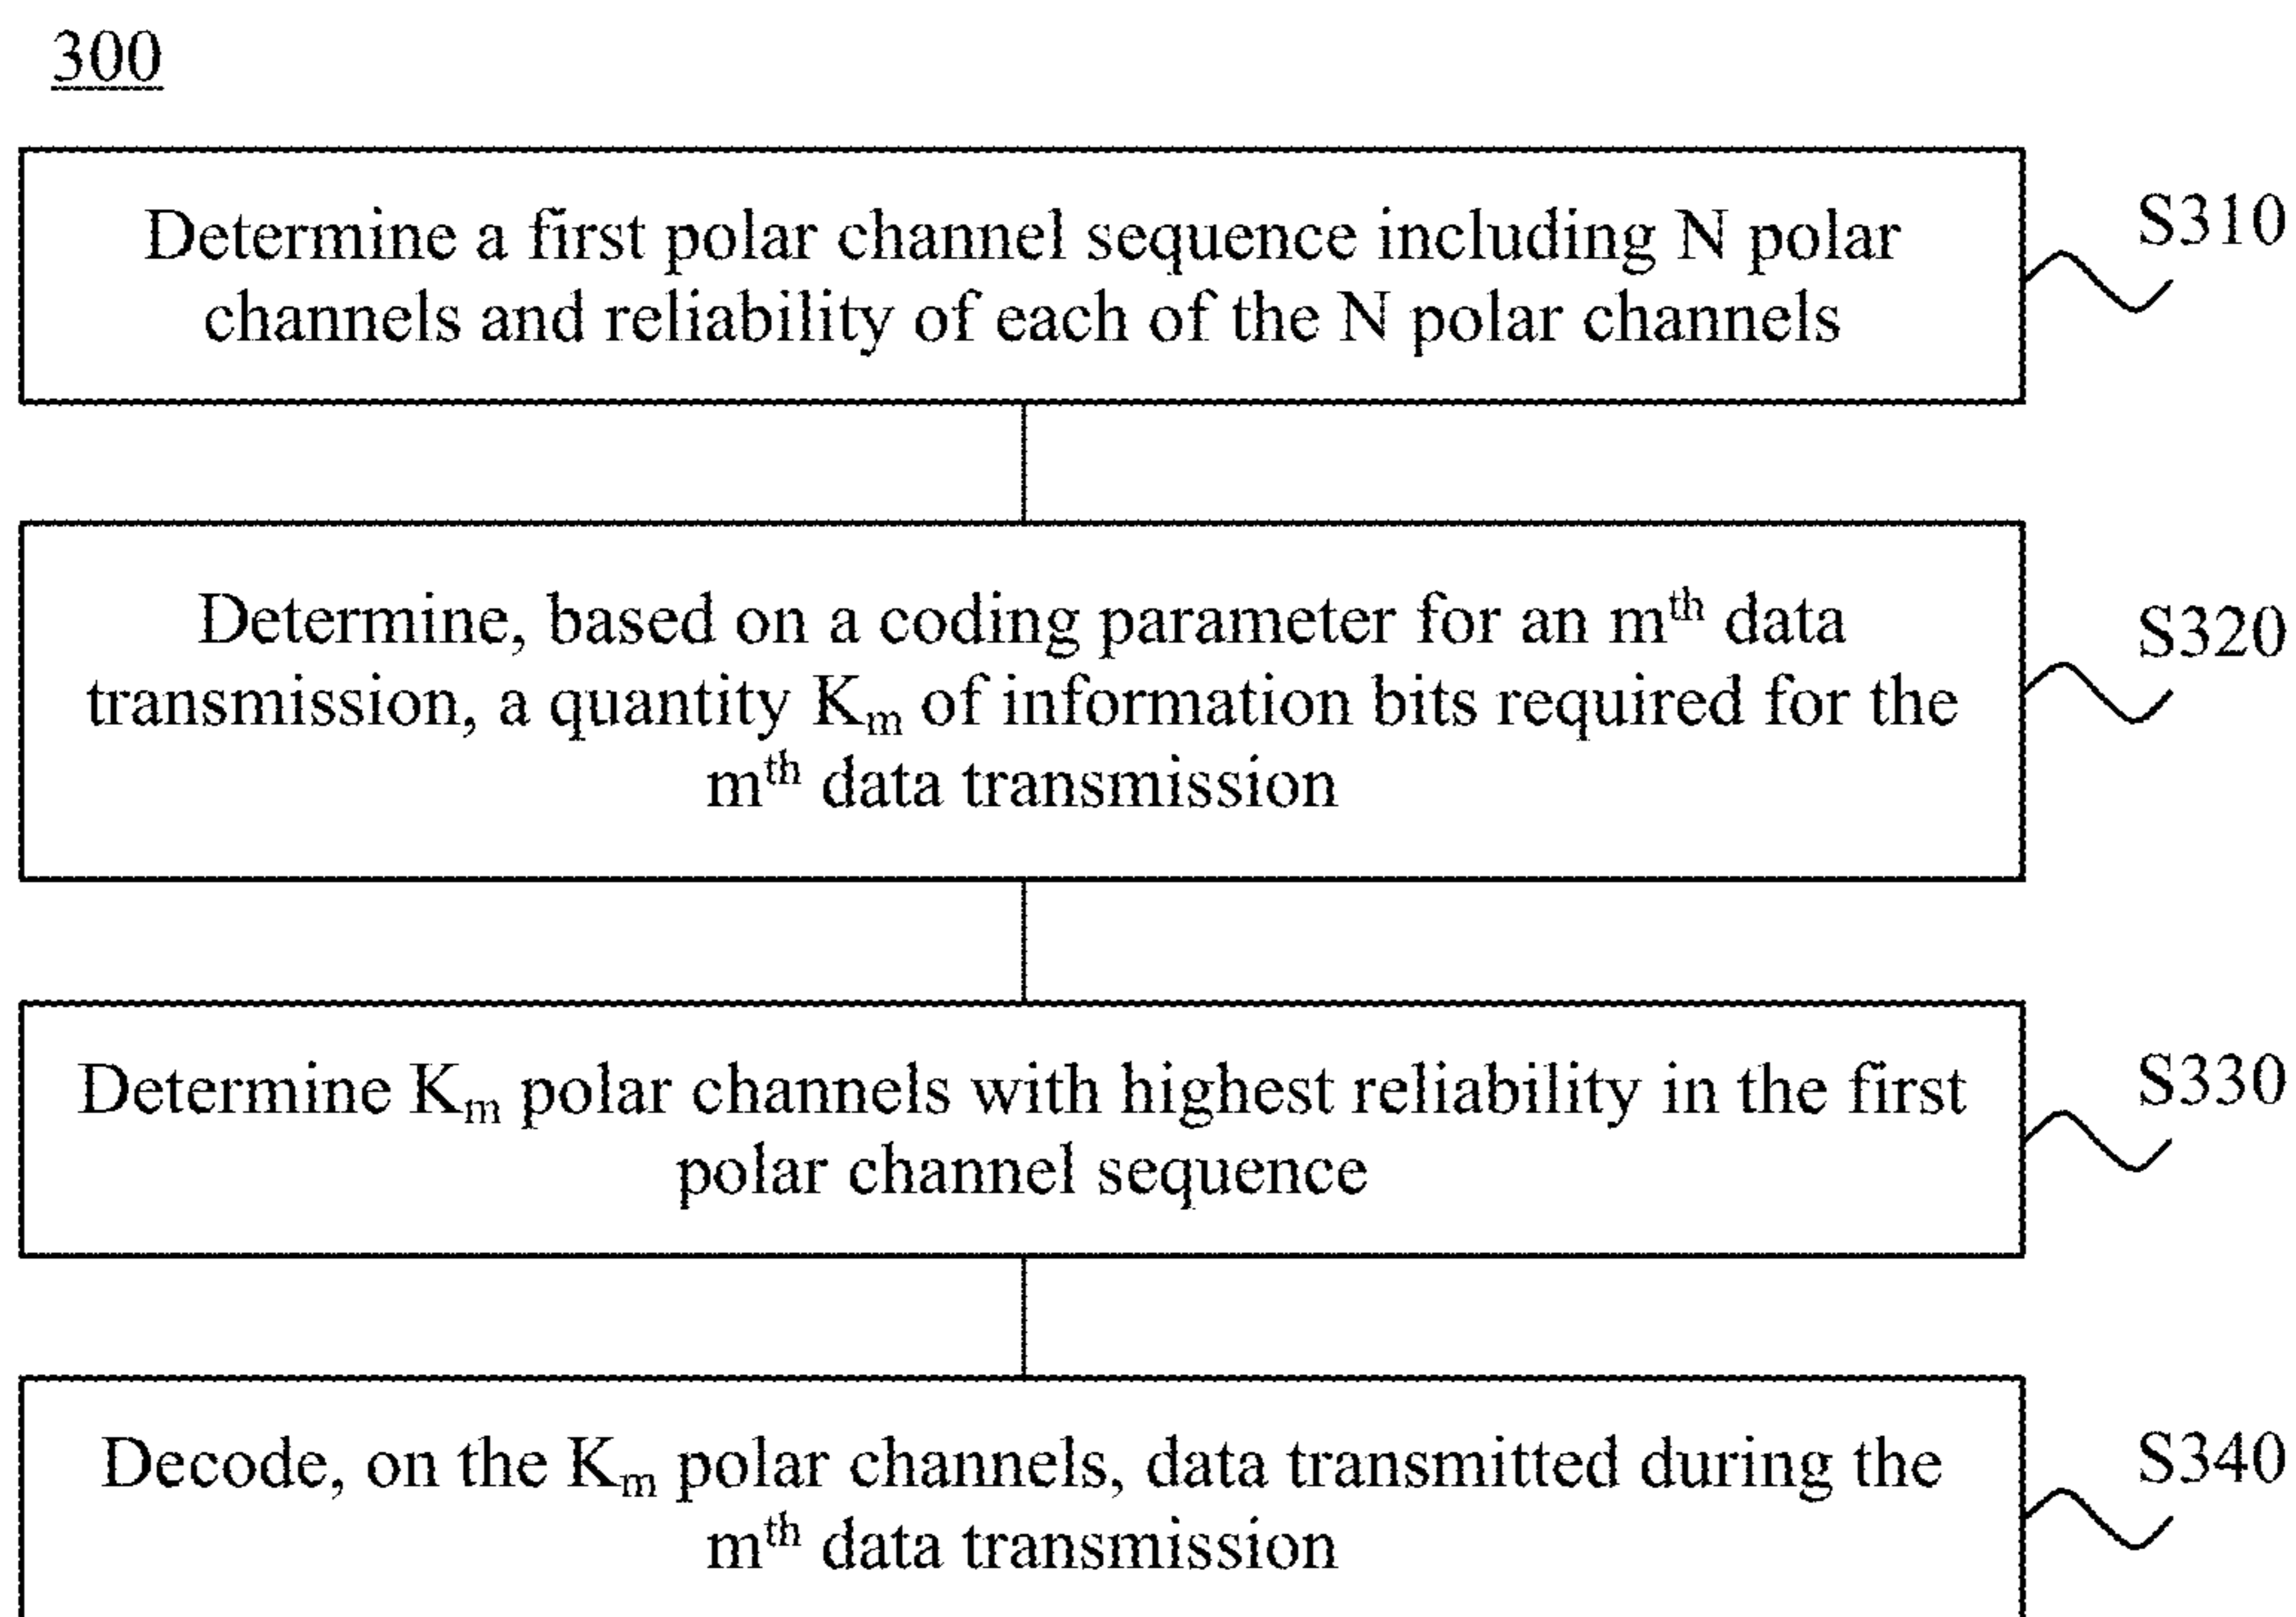 300
Determine a first polar channel sequence including N polar
channels and reliability of each of the N polar channels
S310
Determine, based on a coding parameter for an mth data
transmission, a quantity Km of information bits required for the
mth data transmission
S320
Determine Km polar channels with highest reliability in the first
polar channel sequence
S330
Decode, on the Km polar channels, data transmitted during the
mth data transmission
S340